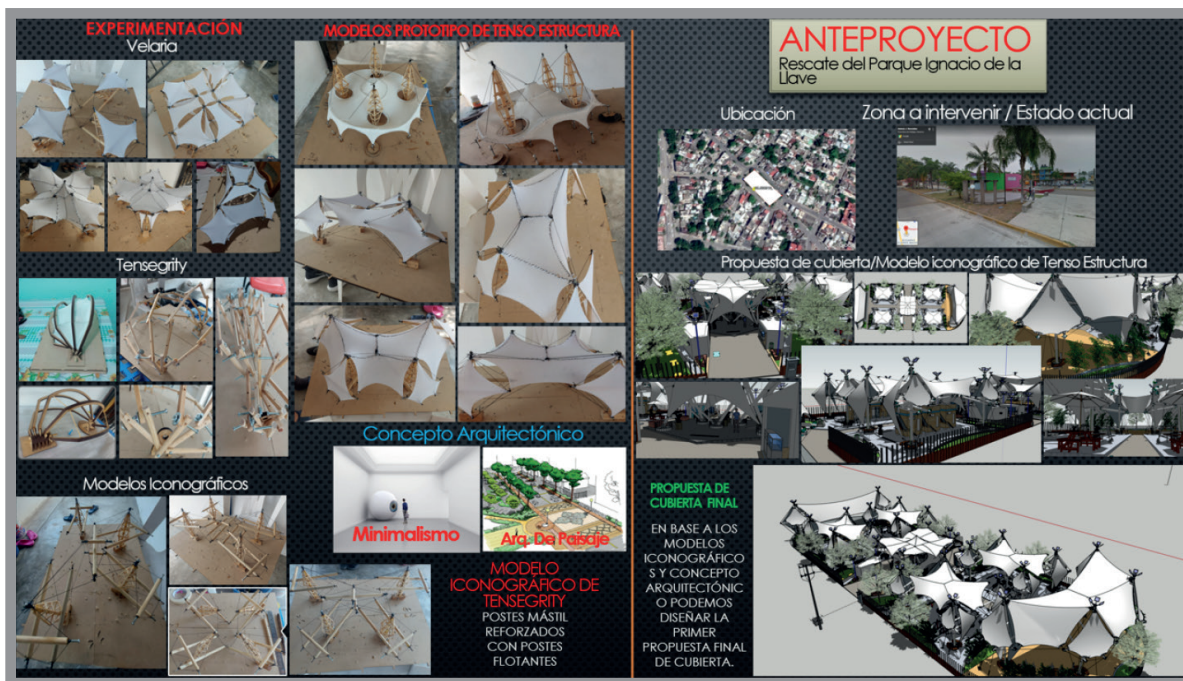 EXPERIMENTACIÓN
Velaria
Tensegrity
Modelos Iconográficos
MODELOS PROTOTIPO DE TENSO ESTRUCTURA
Concepto Arquitectónico
Minimalismo
Arq. De Paisaje
MODELO
ICONOGRÁFICO DE
TENSEGRITY
POSTES MÁSTIL
REFORZADOS
CON POSTES
FLOTANTES
ANTEPROYECTO
Rescate del Parque Ignacio de la
Llave
Ubicación
Zona a intervenir / Estado actual
Propuesta de cubierta/Modelo iconográfico de Tenso Estructura
PROPUESTA DE
CUBIERTA FINAL
EN BASE A LOS
MODELOS
ICONOGRÁFICO
S Y CONCEPTO
ARQUITECTÓNIC
O PODEMOS
DISEÑAR LA
PRIMER
PROPUESTA FINAL
DE CUBIERTA.